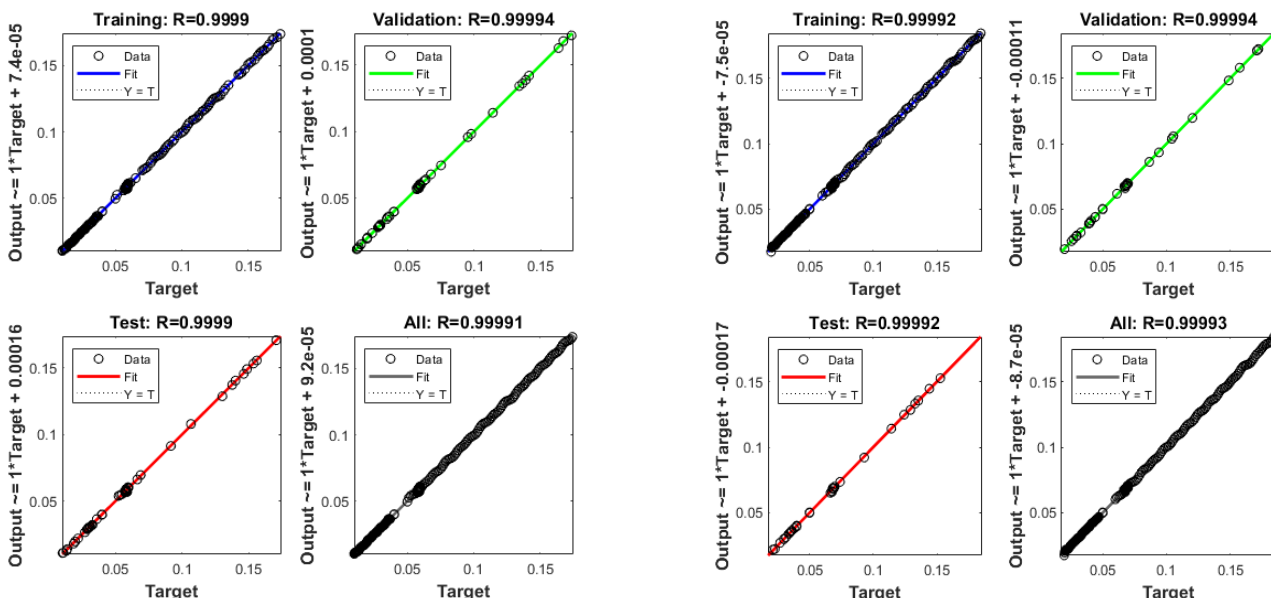 Training: R=0.9999
Output ~= 1*Target + 7.4e-05
0.15
0.1
0.05
Data
Fit
Y = T
0.05
0.1
0.15
Target
Validation: R=0.99994
Output ~= 1*Target + 0.0001
0.15
0.1
0.05
Data
Fit
Y = T
0.05
0.1
0.15
Target
Training: R=0.99992
Output ~= 1*Target + -7.5e-05
0.15
0.1
0.05
Data
Fit
Y = T
0.05
0.1
0.15
Target
Validation: R=0.99994
Output ~= 1*Target + -0.00011
0.15
0.1
0.05
Data
Fit
Y = T
0.05
0.1
0.15
Target
Test: R=0.9999
Output ~= 1*Target + 0.00016
0.15
0.1
0.05
Data
Fit
Y = T
0.05
0.1
0.15
Target
All: R=0.99991
Output ~= 1*Target + 9.2e-05
0.15
0.1
0.05
Data
Fit
Y = T
0.05
0.1
0.15
Target
Test: R=0.99992
Output ~= 1*Target + -0.00017
0.15
0.1
0.05
Data
Fit
Y = T
0.05
0.1
0.15
Target
All: R=0.99993
Output ~= 1*Target + -8.7e-05
0.15
0.1
0.05
Data
Fit
Y = T
0.05
0.1
0.15
Target